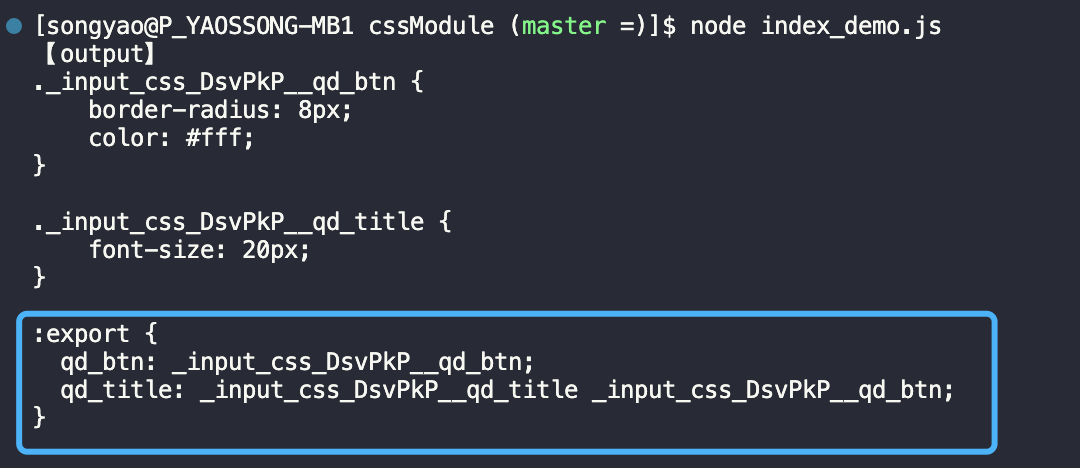 [songyao@P_YAOSSONG-MB1 cssModule (master =)]$ node index_demo.js
【output】
._input_css_DsvPkP__qd_btn {
    border-radius: 8px;
    color: #fff;
}
._input_css_DsvPkP__qd_title {
    font-size: 20px;
}
:export {
  qd_btn: _input_css_DsvPkP__qd_btn;
  qd_title: _input_css_DsvPkP__qd_title _input_css_DsvPkP__qd_btn;
}